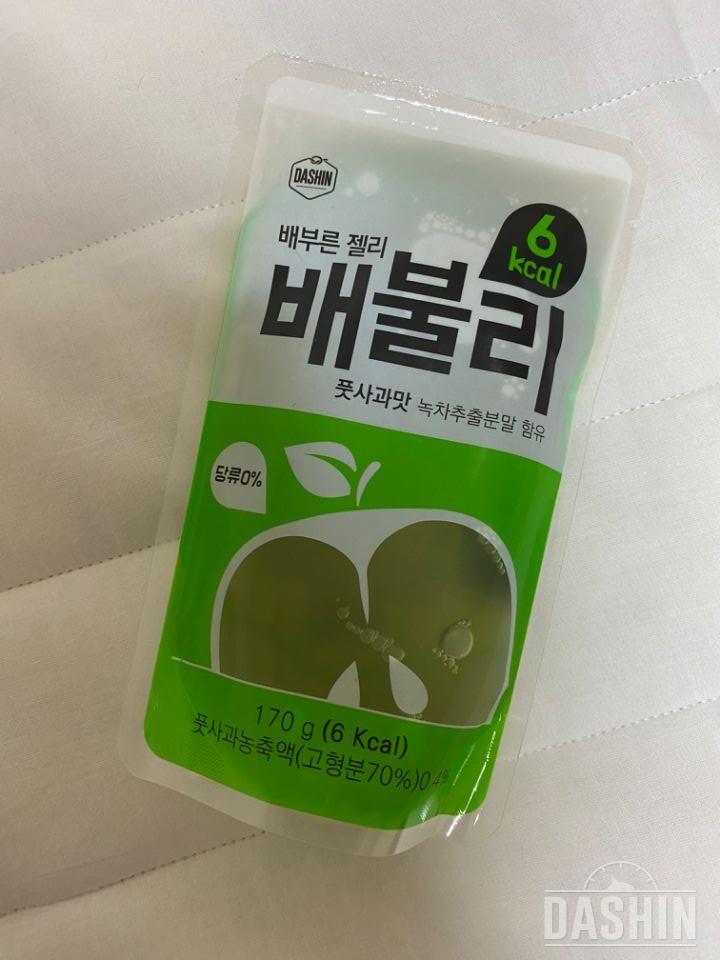 DASHIN
6
kcal
배부른 젤리
배불리
풋사과맛 녹차추출분말 함유
당류0%
170 g (6 Kcal)
풋사과농축액(고형분70%)0.4%
DASHIN